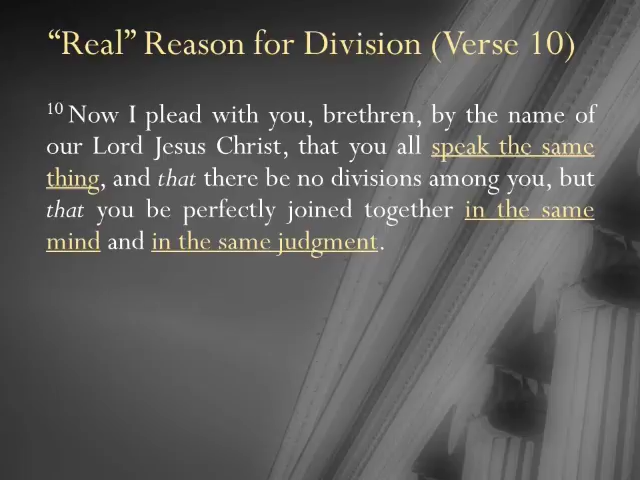 “Real” Reason for Division (Verse 10)
10 Now I plead with you, brethren, by the name of
our Lord Jesus Christ, that you all speak the same
thing, and that there be no divisions among you, but
that you be perfectly joined together in the same
mind and in the same judgment.